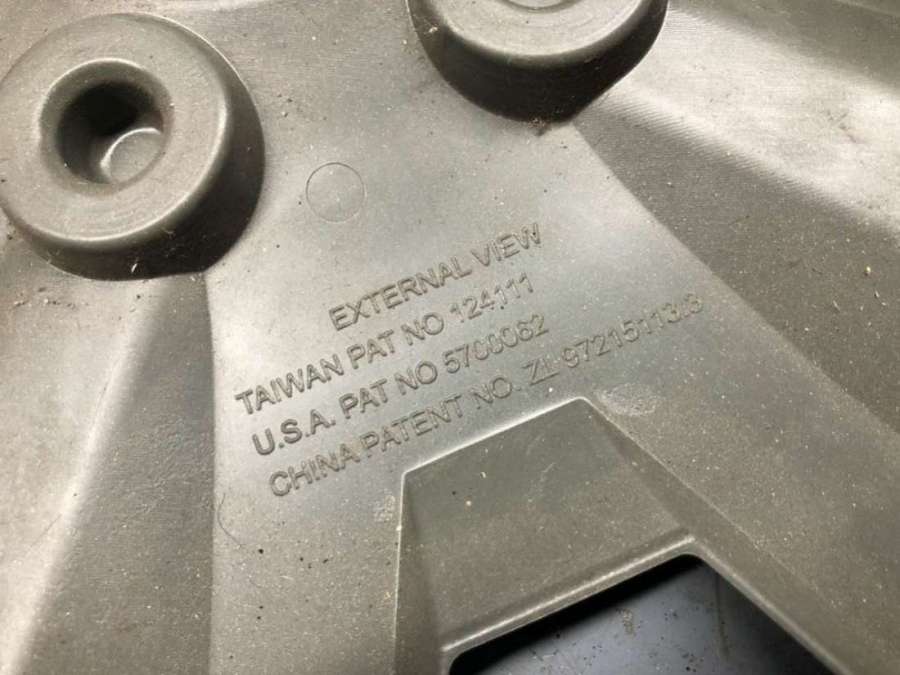 EXTERNAL VIEW
TAIWAN PAT NO 124111
U.S.A. PAT NO 5700062
CHINA PATENT NO. ZL 97215113.3